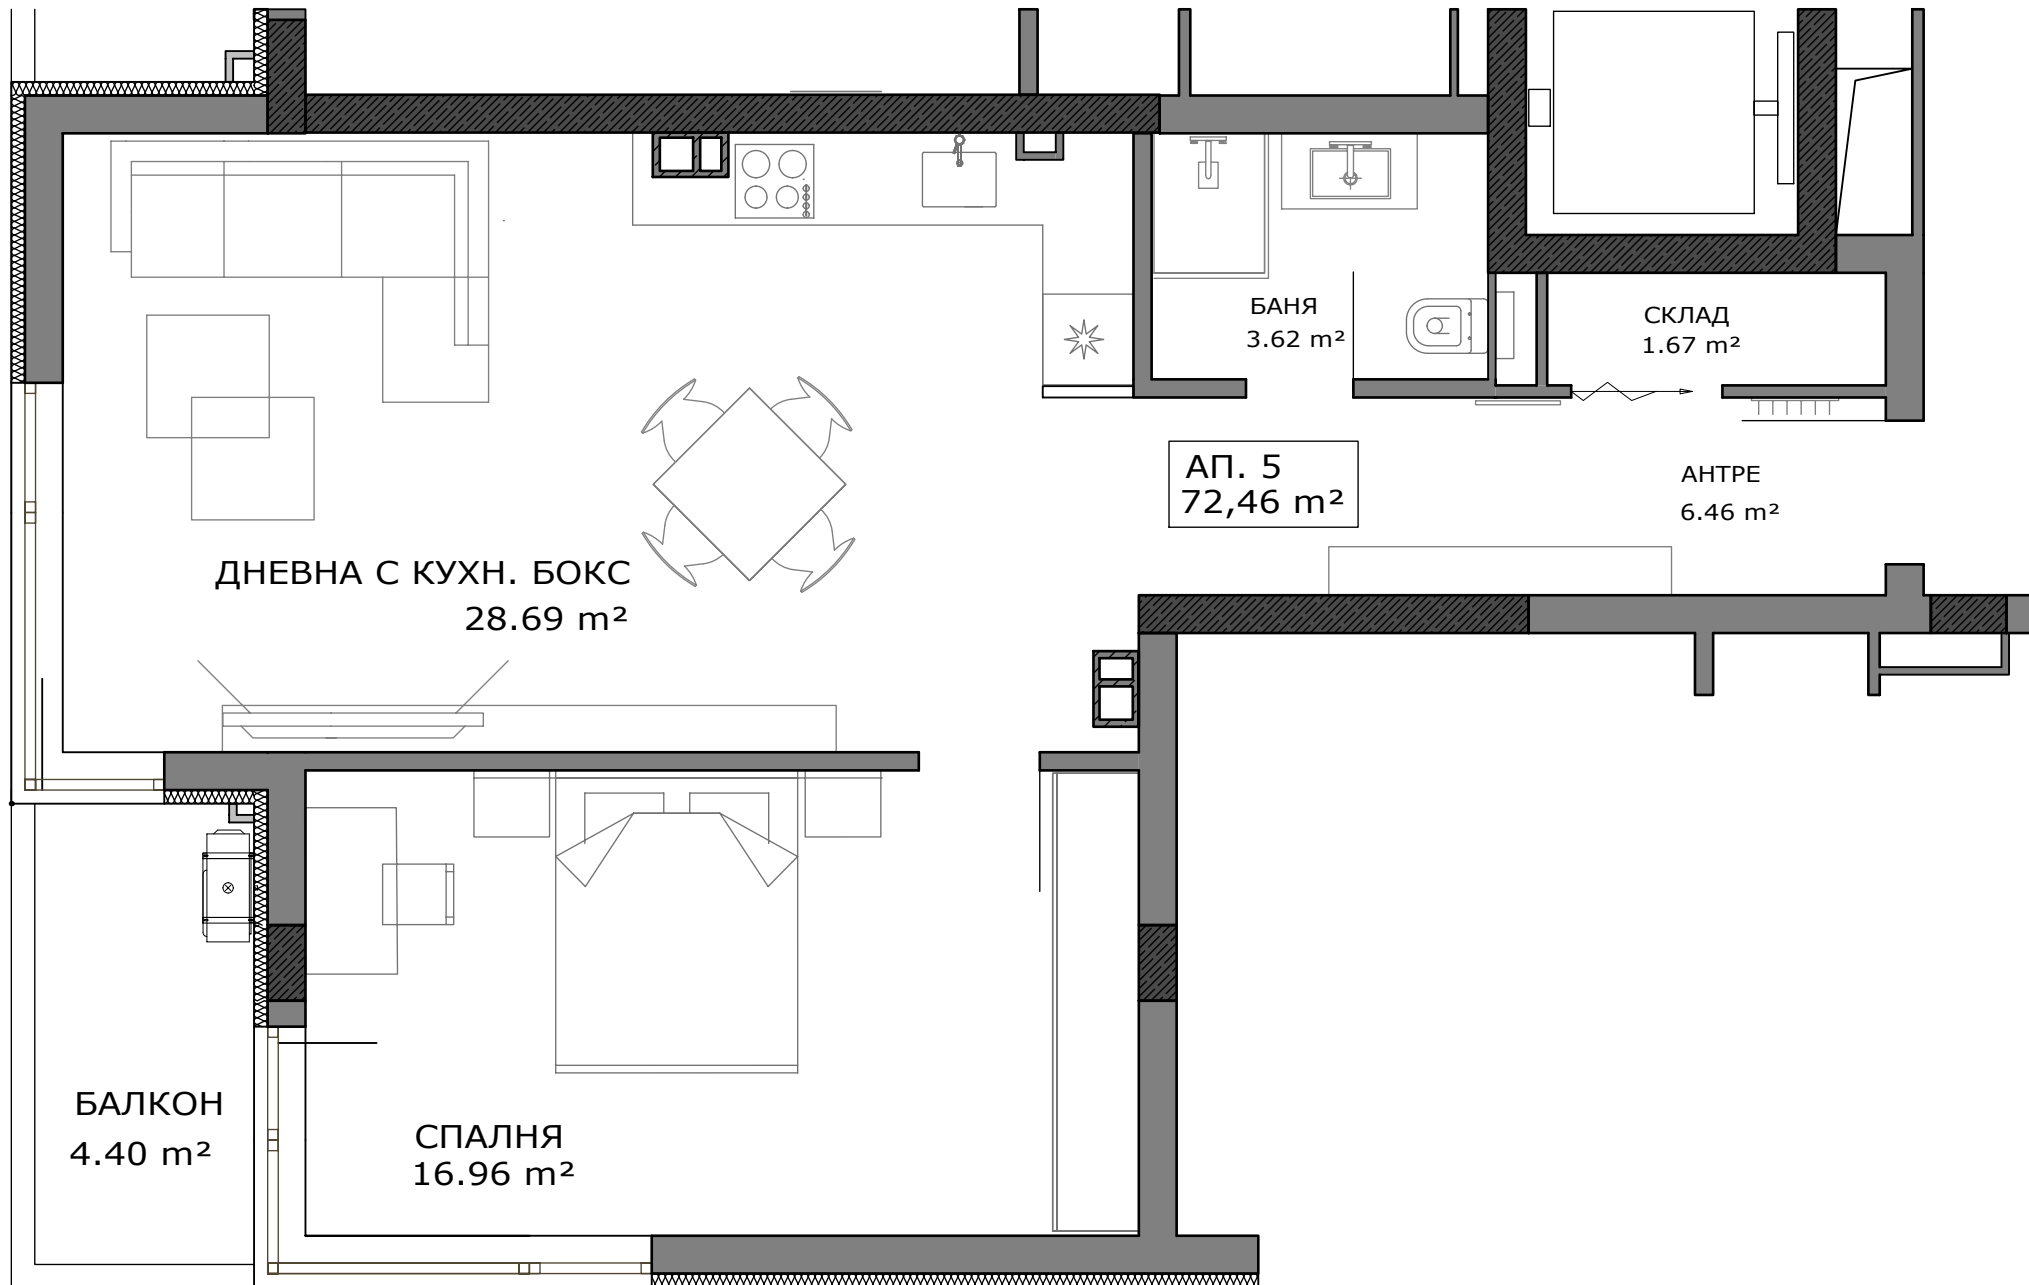 БАНЯ
3.62 m²
СКЛАД
1.67 m²
АП. 5
72,46 m²
АНТРЕ
6.46 m²
ДНЕВНА С КУХН. БОКС
28.69 m²
БАЛКОН
4.40 m²
СПАЛНЯ
16.96 m²